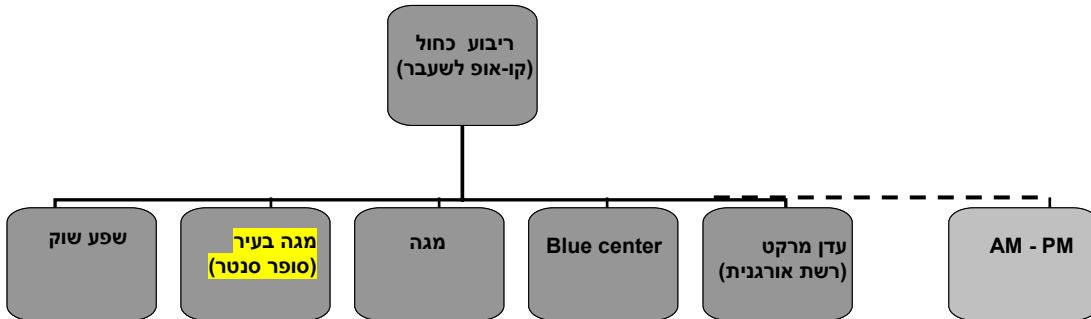 ריבוע כחול
(קו-אופ לשעבר)
שפע שוק
מגה בעיר
(סופר סנטר)
מגה
Blue center
עדן מרקט
(רשת אורגנית)
AM - PM